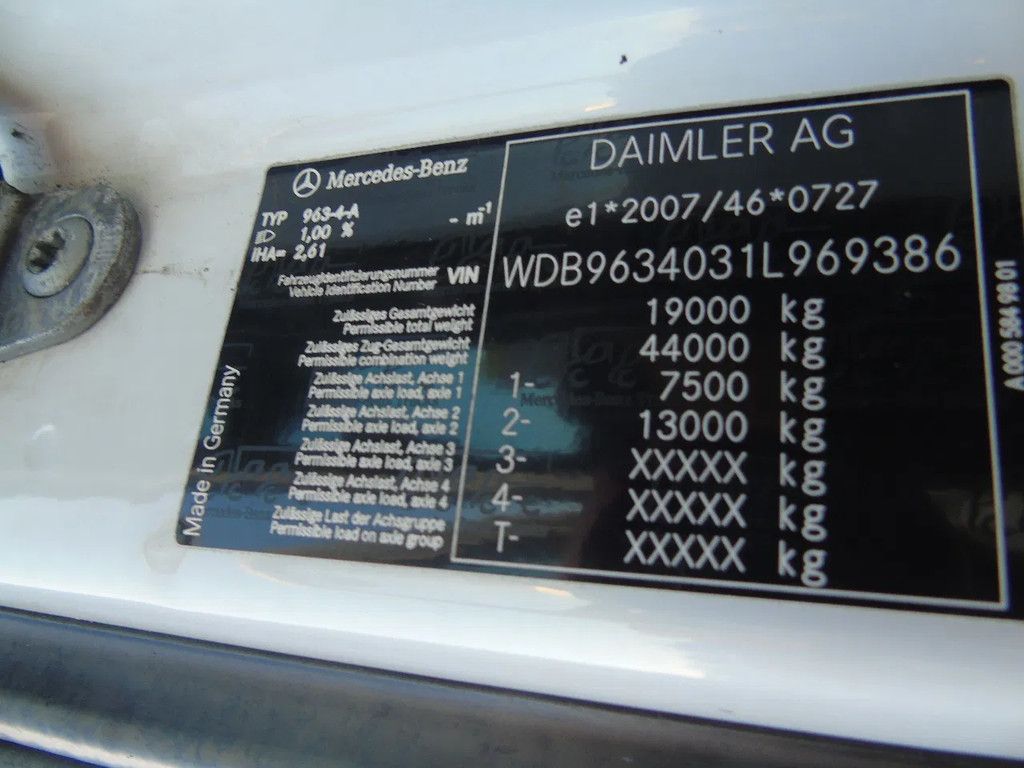 Mercedes-Benz
TYP 963-4-A
1,00 %
- m⁻¹
IHA= 2,61
Fahrzeugidentifizierungsnummer
Vehicle Identification Number
VIN
Zulässiges Gesamtgewicht
Permissible total weight
Zulässiges Zug-Gesamtgewicht
Permissible combination weight
Zulässige Achslast, Achse 1
Permissible axle load, axle 1
Zulässige Achslast, Achse 2
Permissible axle load, axle 2
Zulässige Achslast, Achse 3
Permissible axle load, axle 3
Zulässige Achslast, Achse 4
Permissible axle load, axle 4
Zulässige Last der Achsgruppe
Permissible load on axle group
Made in Germany
DAIMLER AG
e1*2007/46*0727
WDB9634031L969386
19000 kg
44000 kg
1- 7500 kg
2- 13000 kg
3- XXXXX kg
4- XXXXX kg
T- XXXXX kg
A 000 584 98 01